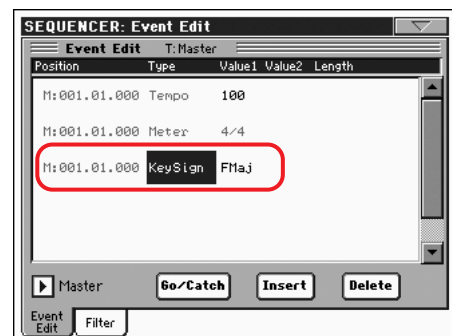 SEQUENCER: Event Edit
Event Edit T: Master
Position Type Value1 Value2 Length
M:001.01.000 Tempo 100
M:001.01.000 Meter 4/4
M:001.01.000 KeySign FMaj
Master Go/Catch Insert Delete
Event Edit Filter